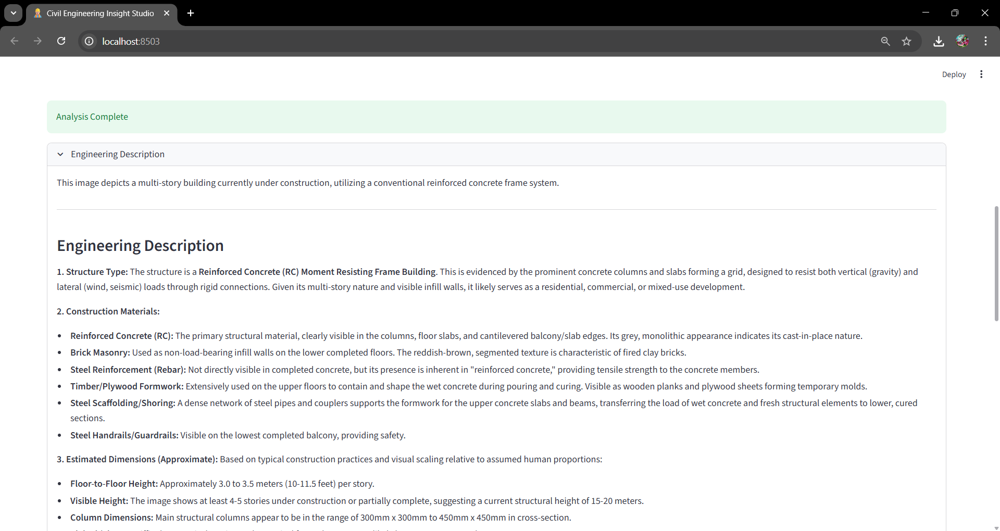 Civil Engineering Insight Studio
localhost:8503
Deploy
Analysis Complete
Engineering Description
This image depicts a multi-story building currently under construction, utilizing a conventional reinforced concrete frame system.
Engineering Description
1. Structure Type: The structure is a Reinforced Concrete (RC) Moment Resisting Frame Building. This is evidenced by the prominent concrete columns and slabs forming a grid, designed to resist both vertical (gravity) and
lateral (wind, seismic) loads through rigid connections. Given its multi-story nature and visible infill walls, it likely serves as a residential, commercial, or mixed-use development.
2. Construction Materials:
• Reinforced Concrete (RC): The primary structural material, clearly visible in the columns, floor slabs, and cantilevered balcony/slab edges. Its grey, monolithic appearance indicates its cast-in-place nature.
• Brick Masonry: Used as non-load-bearing infill walls on the lower completed floors. The reddish-brown, segmented texture is characteristic of fired clay bricks.
• Steel Reinforcement (Rebar): Not directly visible in completed concrete, but its presence is inherent in "reinforced concrete," providing tensile strength to the concrete members.
• Timber/Plywood Formwork: Extensively used on the upper floors to contain and shape the wet concrete during pouring and curing. Visible as wooden planks and plywood sheets forming temporary molds.
• Steel Scaffolding/Shoring: A dense network of steel pipes and couplers supports the formwork for the upper concrete slabs and beams, transferring the load of wet concrete and fresh structural elements to lower, cured
sections.
• Steel Handrails/Guardrails: Visible on the lowest completed balcony, providing safety.
3. Estimated Dimensions (Approximate): Based on typical construction practices and visual scaling relative to assumed human proportions:
• Floor-to-Floor Height: Approximately 3.0 to 3.5 meters (10-11.5 feet) per story.
• Visible Height: The image shows at least 4-5 stories under construction or partially complete, suggesting a current structural height of 15-20 meters.
• Column Dimensions: Main structural columns appear to be in the range of 300mm x 300mm to 450mm x 450mm in cross-section.